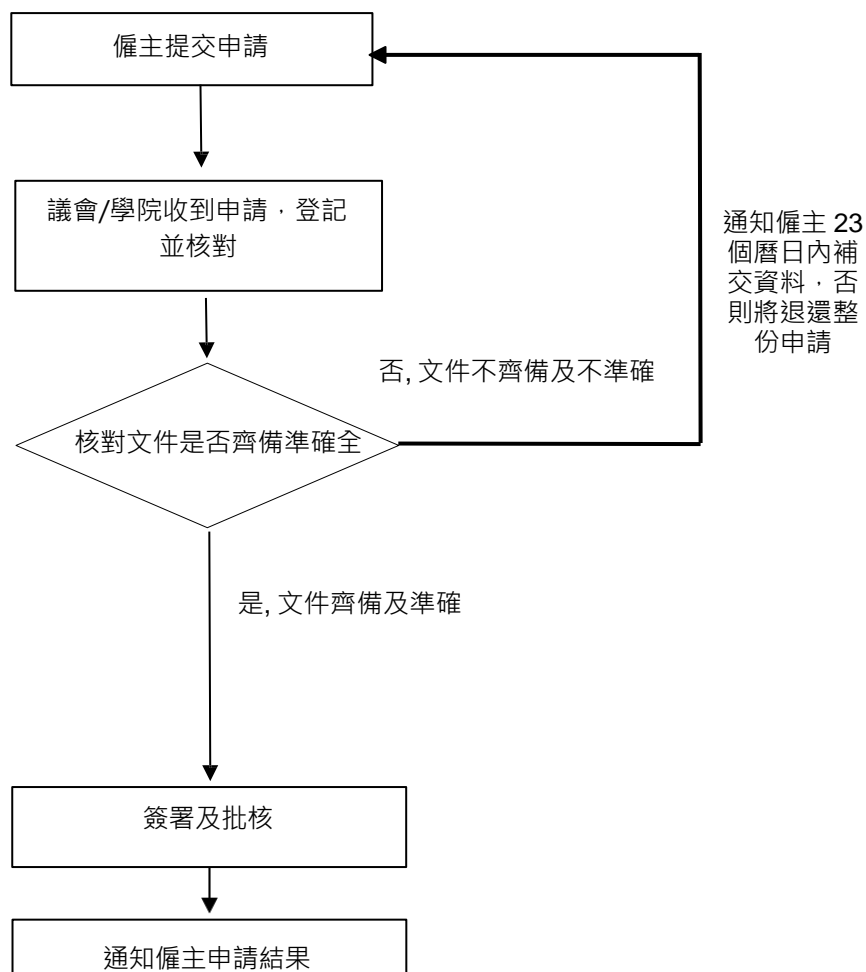 僱主提交申請
議會/學院收到申請，登記
並核對
通知僱主 23
個曆日內補
交資料，否
則將退還整
份申請
否, 文件不齊備及不準確
核對文件是否齊備準確全
是, 文件齊備及準確
簽署及批核
通知僱主申請結果